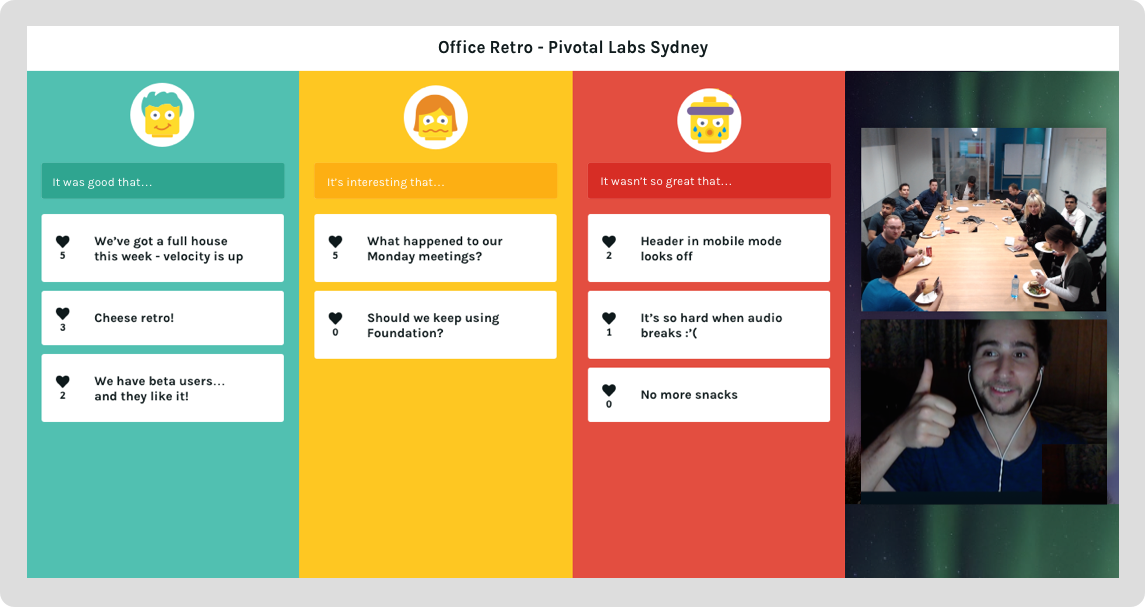 Office Retro - Pivotal Labs Sydney
It was good that...
5
We've got a full house
this week - velocity is up
3
Cheese retro!
2
We have beta users...
and they like it!
It's interesting that...
5
What happened to our
Monday meetings?
0
Should we keep using
Foundation?
It wasn't so great that...
2
Header in mobile mode
looks off
1
It's so hard when audio
breaks :'(
0
No more snacks